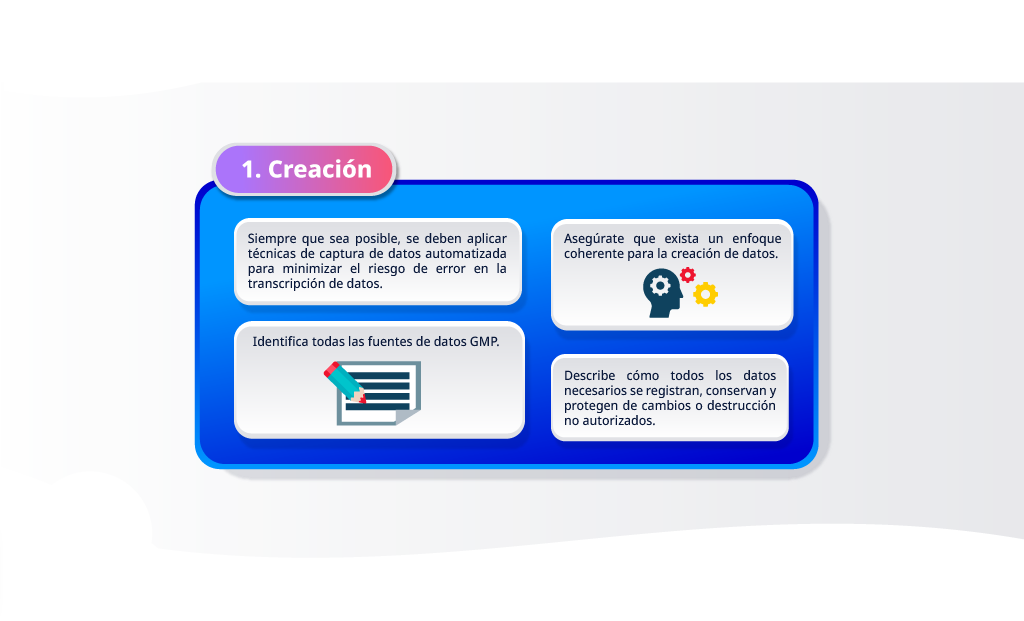 1. Creación
Siempre que sea posible, se deben aplicar
técnicas de captura de datos automatizada
para minimizar el riesgo de error en la
transcripción de datos.
Identifica todas las fuentes de datos GMP.
Asegúrate que exista un enfoque
coherente para la creación de datos.
Describe cómo todos los datos
necesarios se registran, conservan y
protegen de cambios o destrucción
no autorizados.